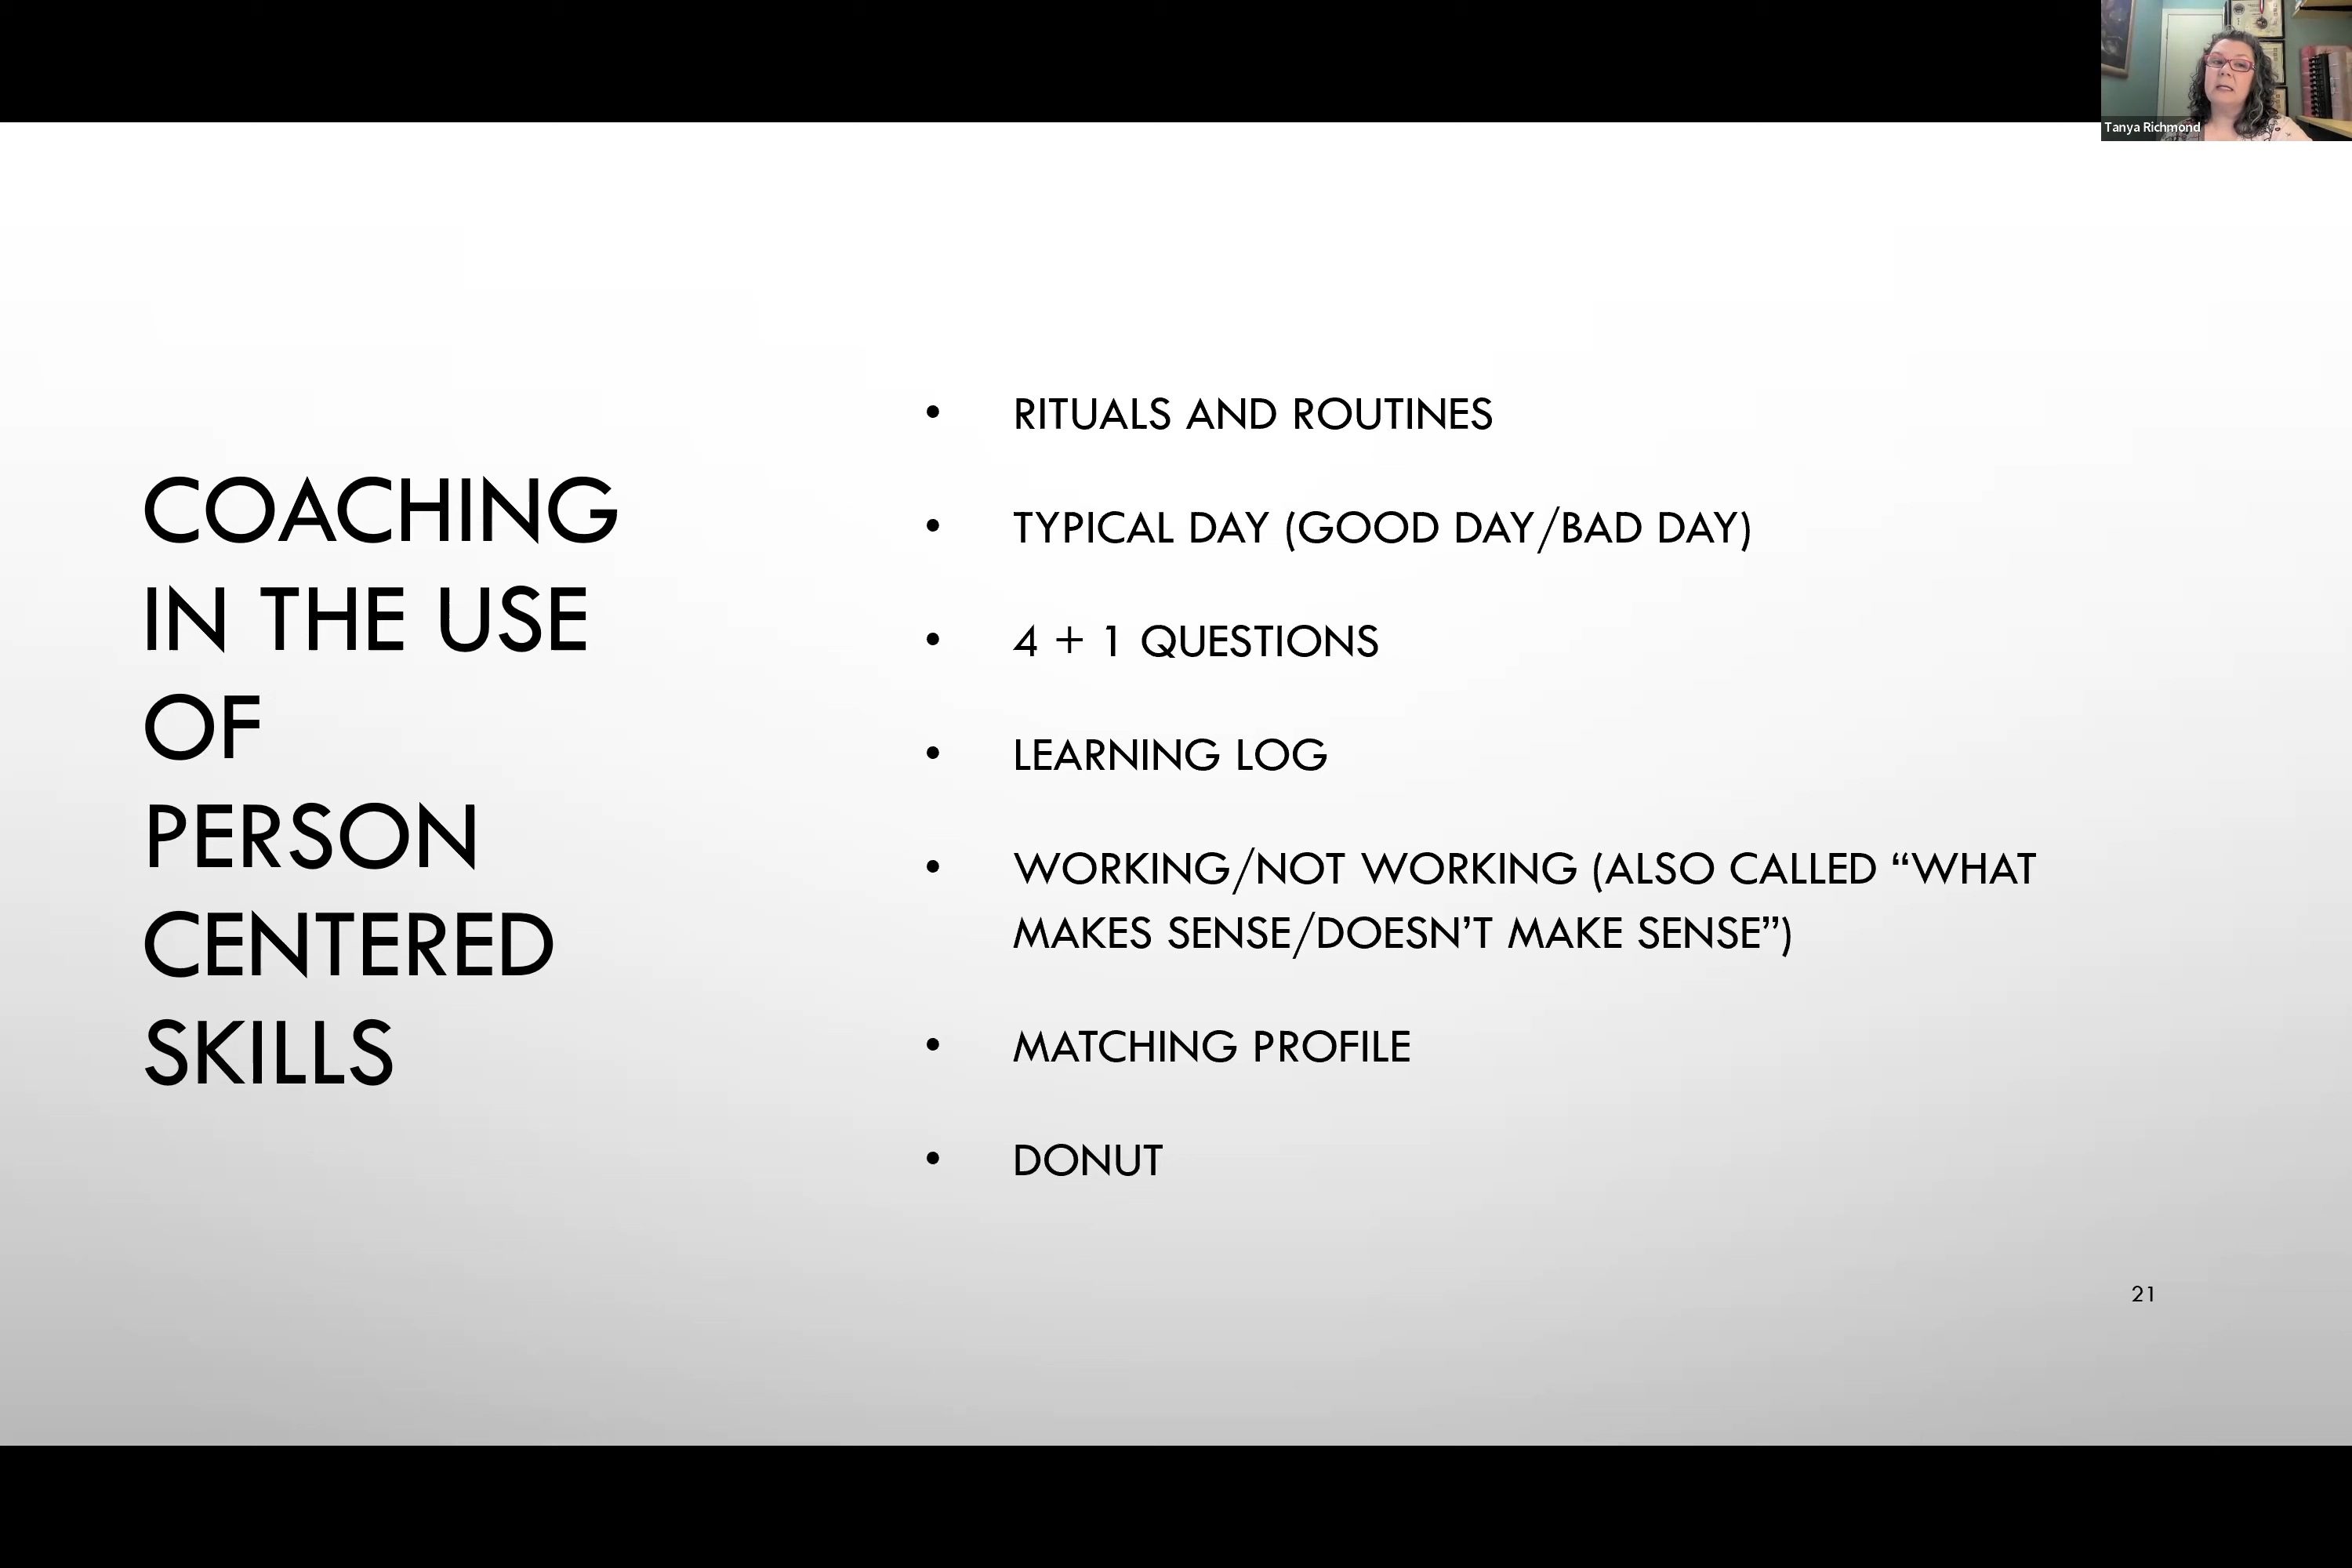 Tanya Richmond
COACHING
IN THE USE
OF
PERSON
CENTERED
SKILLS
• RITUALS AND ROUTINES
• TYPICAL DAY (GOOD DAY/BAD DAY)
• 4 + 1 QUESTIONS
• LEARNING LOG
• WORKING/NOT WORKING (ALSO CALLED “WHAT
MAKES SENSE/DOESN’T MAKE SENSE”)
• MATCHING PROFILE
• DONUT
21